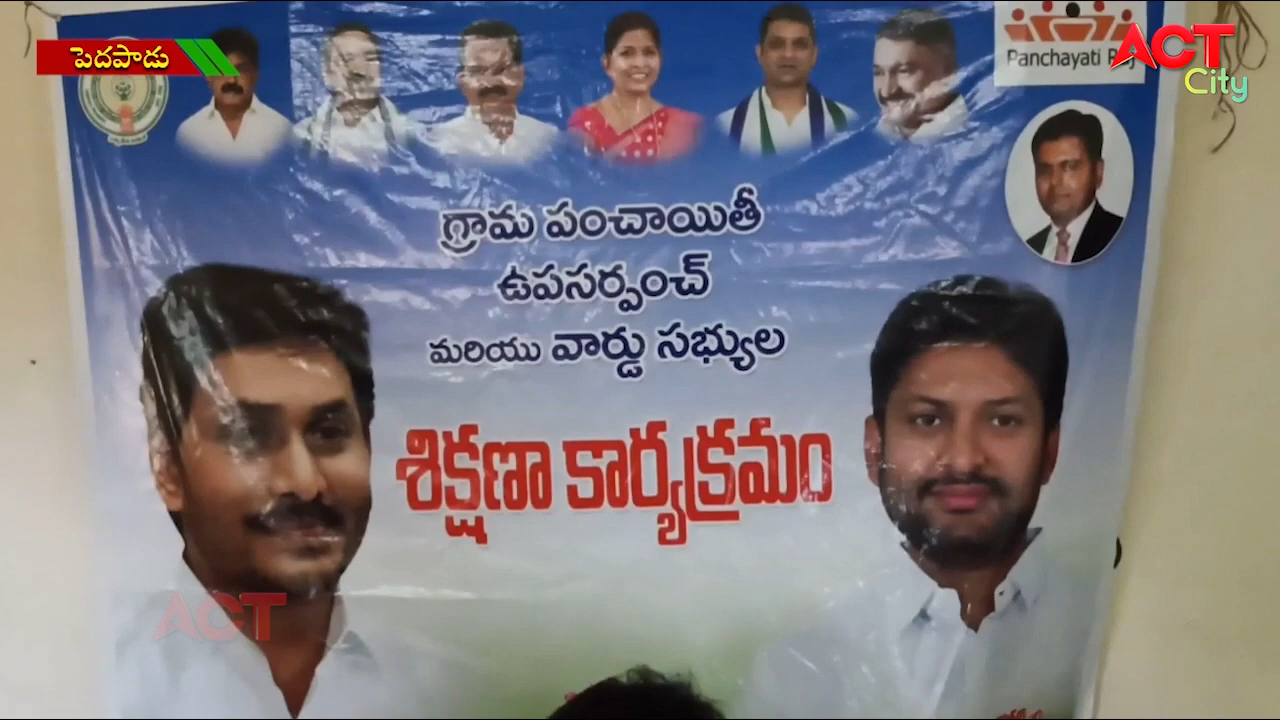 పెదపాడు
Panchayati Raj
ACT
City
గ్రామ పంచాయితీ
ఉపసర్పంచ్
మరియు వార్డు సభ్యుల
శిక్షణా కార్యక్రమం
ACT